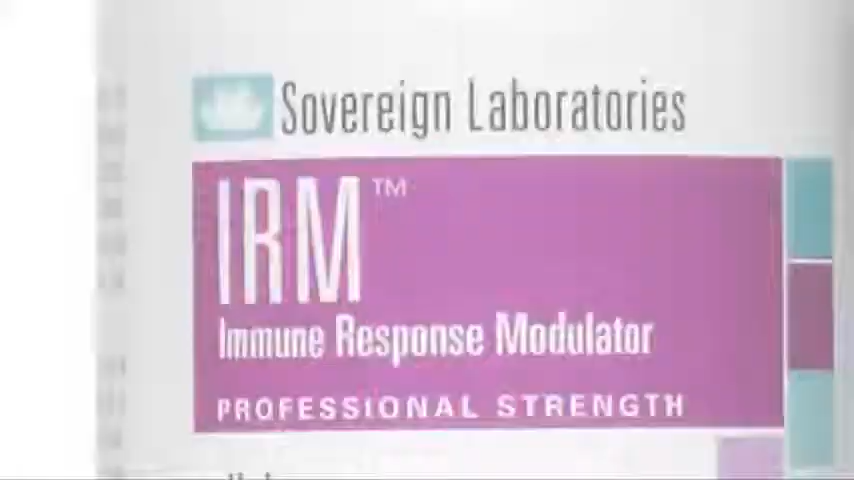 Sovereign Laboratories
IRM™
Immune Response Modulator
PROFESSIONAL STRENGTH